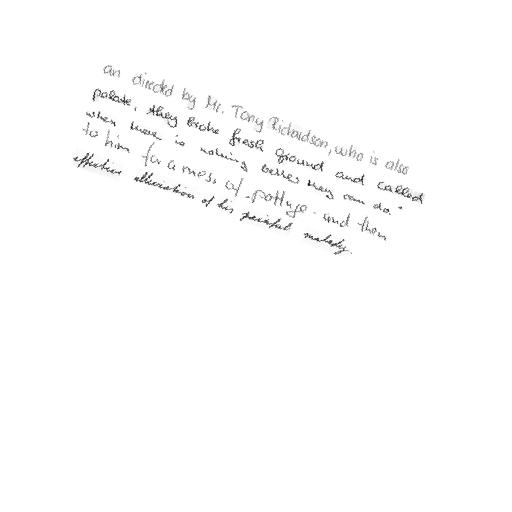 an directed by Mr. Tony Richardson, who is also
palate, they broke fresh ground and called
when there is nothing better they can do."
to him for a mess of pottage. and then
effective alleviation of his painful malady.